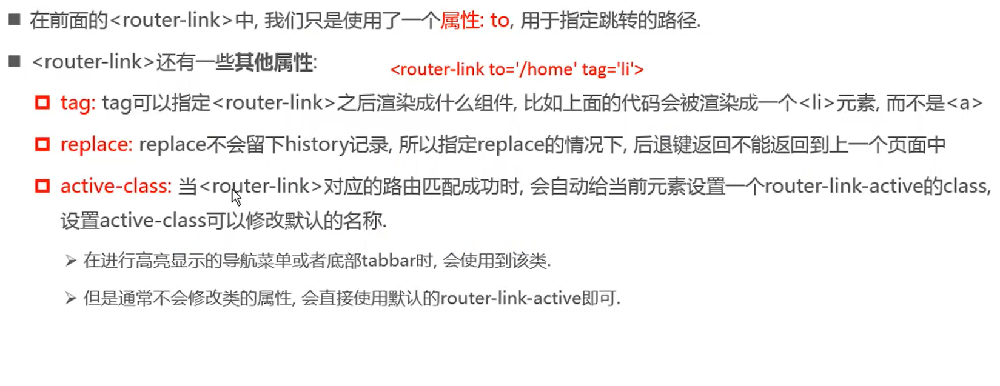 在前面的<router-link>中, 我们只是使用了一个属性: to, 用于指定跳转的路径.
<router-link>还有一些其他属性:
<router-link to='/home' tag='li'>
tag: tag可以指定<router-link>之后渲染成什么组件, 比如上面的代码会被渲染成一个<li>元素, 而不是<a>
replace: replace不会留下history记录, 所以指定replace的情况下, 后退键返回不能返回到上一个页面中
active-class: 当<router-link>对应的路由匹配成功时, 会自动给当前元素设置一个router-link-active的class,
设置active-class可以修改默认的名称.
在进行高亮显示的导航菜单或者底部tabbar时, 会使用到该类.
但是通常不会修改类的属性, 会直接使用默认的router-link-active即可.